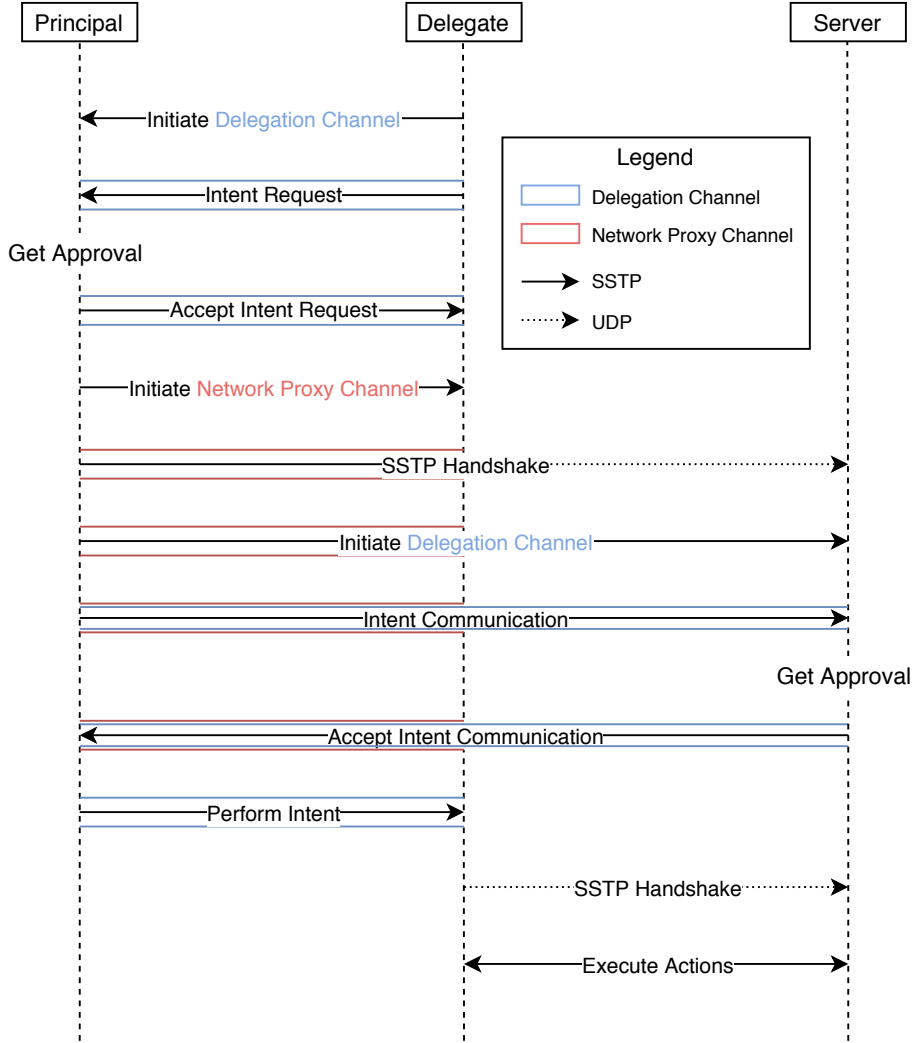 Principal
Delegate
Server
Initiate Delegation Channel
Legend
Delegation Channel
Network Proxy Channel
SSTP
UDP
Intent Request
Get Approval
Accept Intent Request
Initiate Network Proxy Channel
SSTP Handshake
Initiate Delegation Channel
Intent Communication
Get Approval
Accept Intent Communication
Perform Intent
SSTP Handshake
Execute Actions